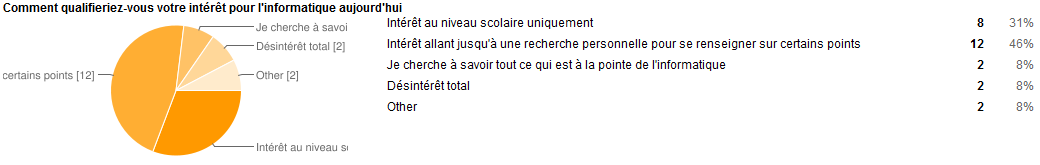 Comment qualifieriez-vous votre intérêt pour l'informatique aujourd'hui
Je cherche à savoi
Désintérêt total [2]
Other [2]
certains points [12]
Intérêt au niveau s
Intérêt au niveau scolaire uniquement 8 31%
Intérêt allant jusqu'à une recherche personnelle pour se renseigner sur certains points 12 46%
Je cherche à savoir tout ce qui est à la pointe de l'informatique 2 8%
Désintérêt total 2 8%
Other 2 8%